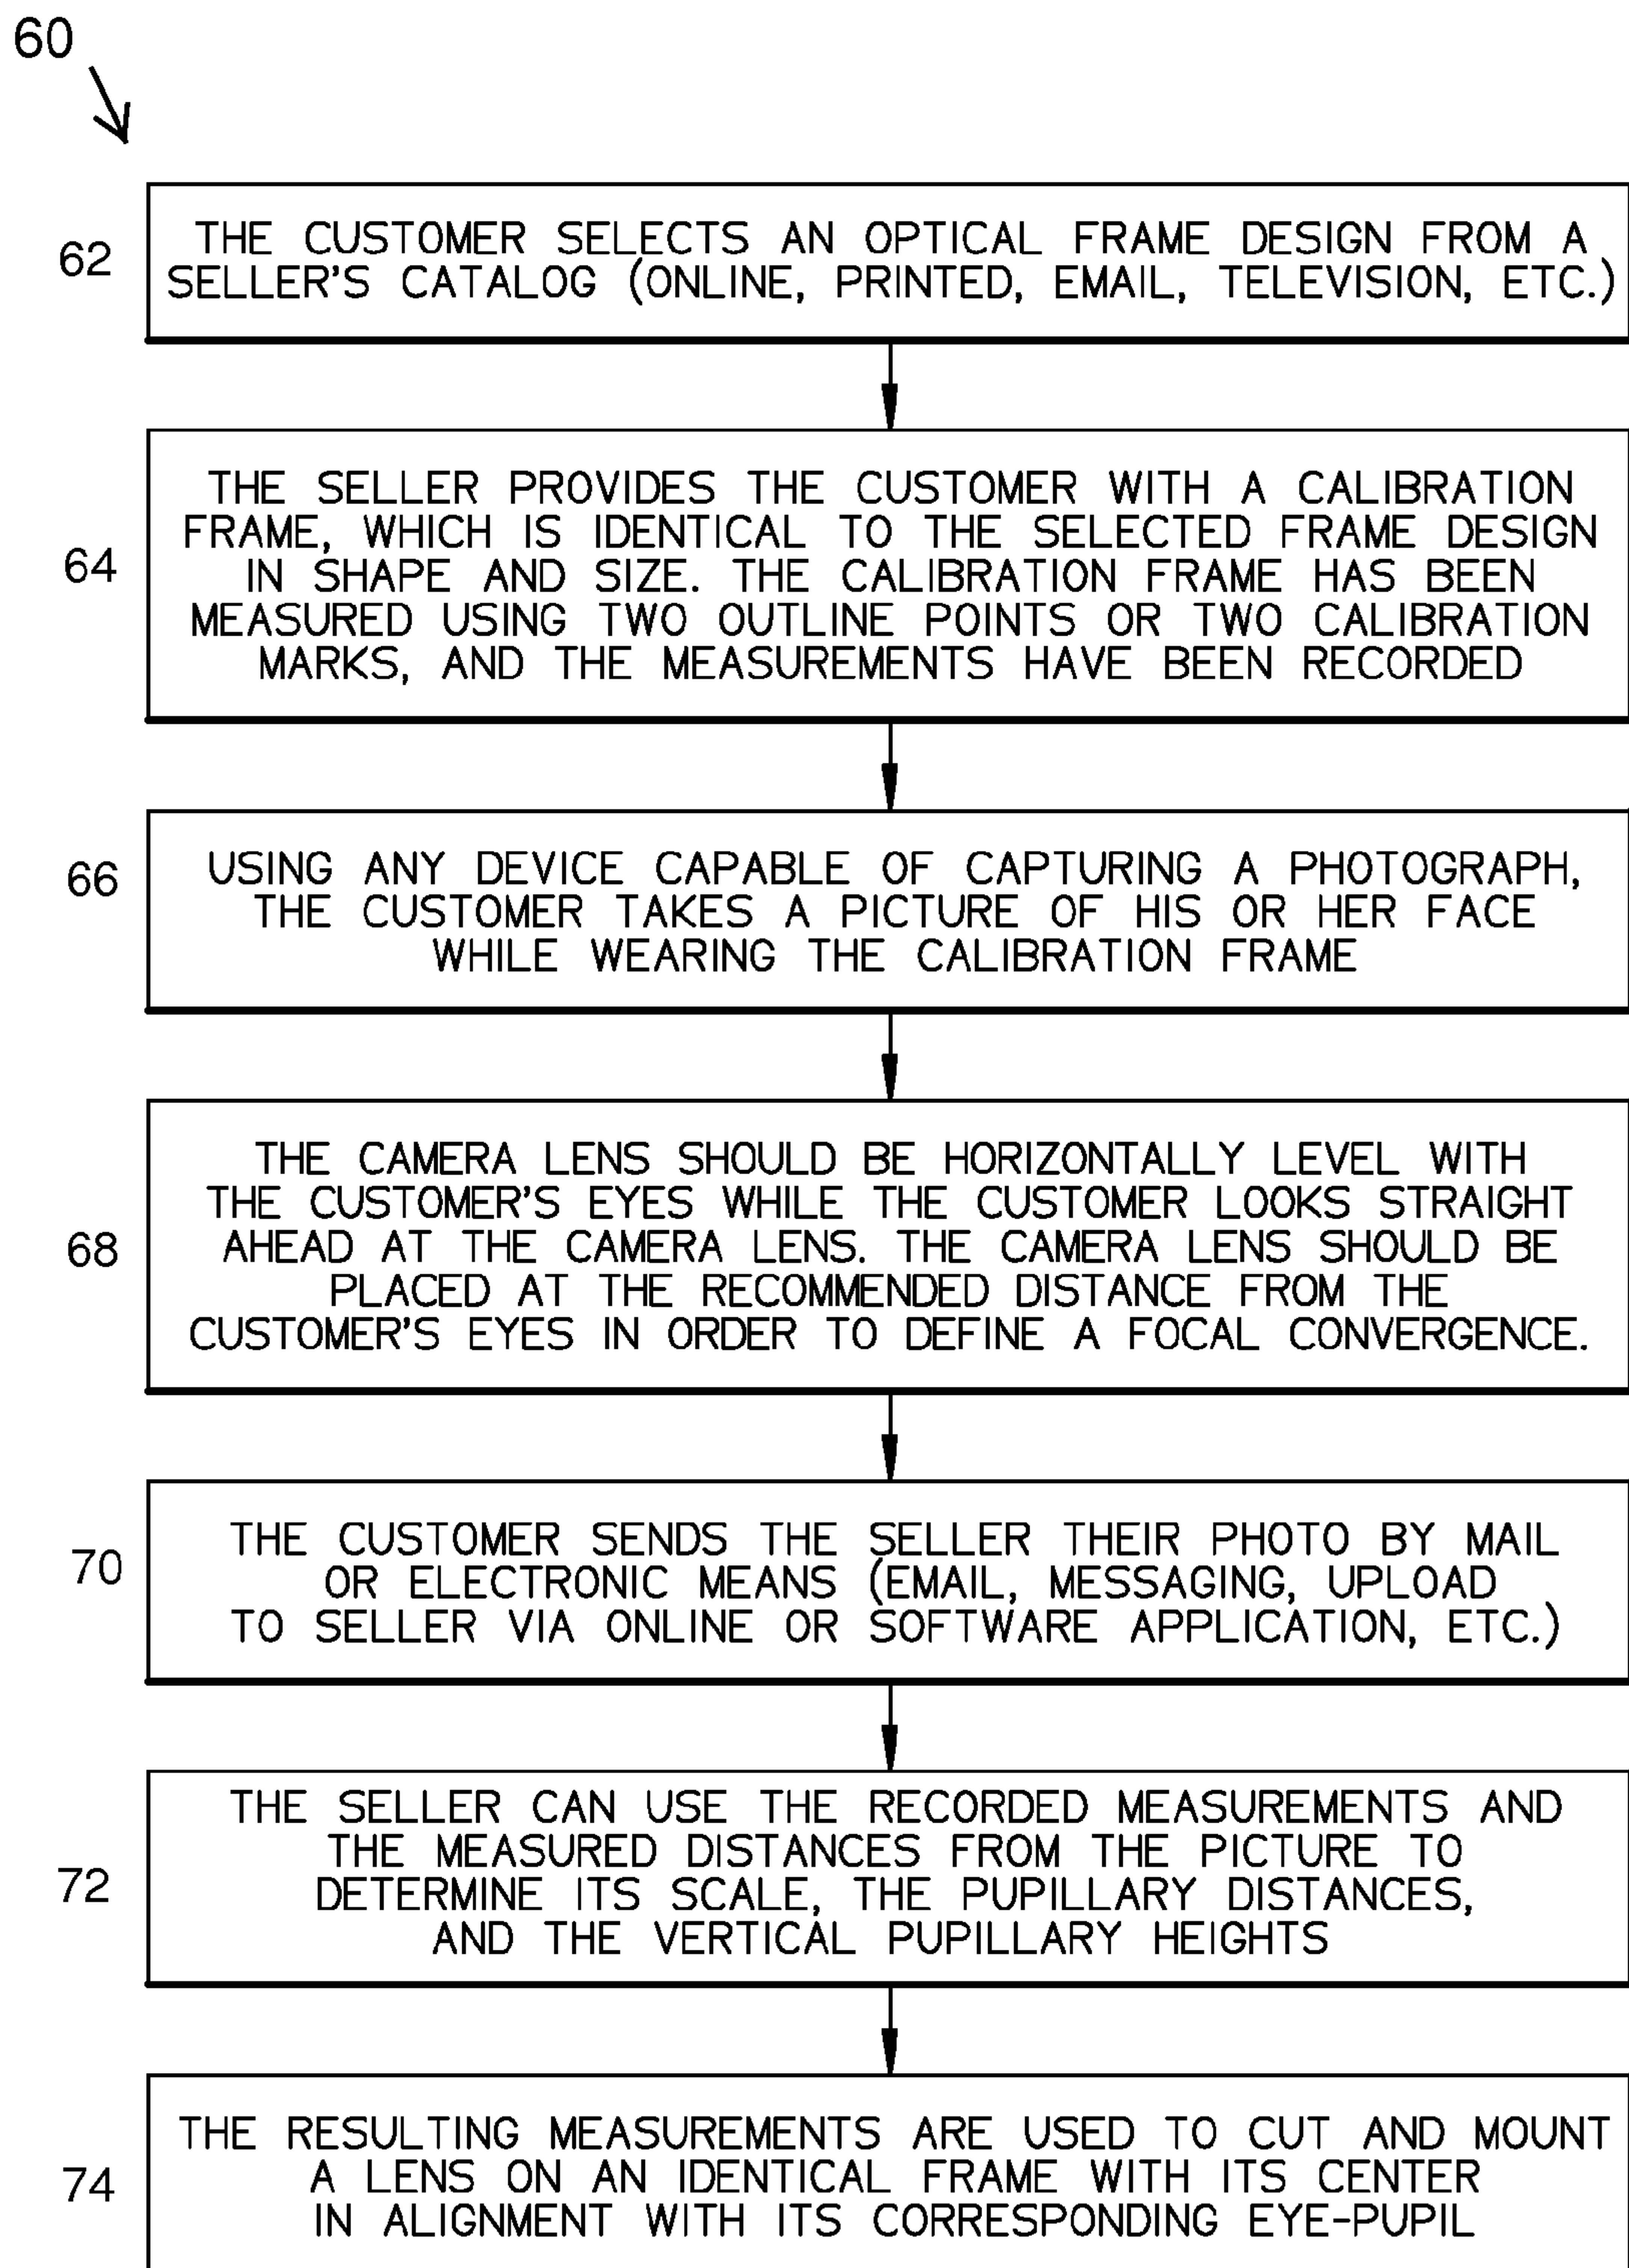 60
62
THE CUSTOMER SELECTS AN OPTICAL FRAME DESIGN FROM A
SELLER'S CATALOG (ONLINE, PRINTED, EMAIL, TELEVISION, ETC.)
64
THE SELLER PROVIDES THE CUSTOMER WITH A CALIBRATION
FRAME, WHICH IS IDENTICAL TO THE SELECTED FRAME DESIGN
IN SHAPE AND SIZE. THE CALIBRATION FRAME HAS BEEN
MEASURED USING TWO OUTLINE POINTS OR TWO CALIBRATION
MARKS, AND THE MEASUREMENTS HAVE BEEN RECORDED
66
USING ANY DEVICE CAPABLE OF CAPTURING A PHOTOGRAPH,
THE CUSTOMER TAKES A PICTURE OF HIS OR HER FACE
WHILE WEARING THE CALIBRATION FRAME
68
THE CAMERA LENS SHOULD BE HORIZONTALLY LEVEL WITH
THE CUSTOMER'S EYES WHILE THE CUSTOMER LOOKS STRAIGHT
AHEAD AT THE CAMERA LENS. THE CAMERA LENS SHOULD BE
PLACED AT THE RECOMMENDED DISTANCE FROM THE
CUSTOMER'S EYES IN ORDER TO DEFINE A FOCAL CONVERGENCE.
70
THE CUSTOMER SENDS THE SELLER THEIR PHOTO BY MAIL
OR ELECTRONIC MEANS (EMAIL, MESSAGING, UPLOAD
TO SELLER VIA ONLINE OR SOFTWARE APPLICATION, ETC.)
72
THE SELLER CAN USE THE RECORDED MEASUREMENTS AND
THE MEASURED DISTANCES FROM THE PICTURE TO
DETERMINE ITS SCALE, THE PUPILLARY DISTANCES,
AND THE VERTICAL PUPILLARY HEIGHTS
74
THE RESULTING MEASUREMENTS ARE USED TO CUT AND MOUNT
A LENS ON AN IDENTICAL FRAME WITH ITS CENTER
IN ALIGNMENT WITH ITS CORRESPONDING EYE-PUPIL